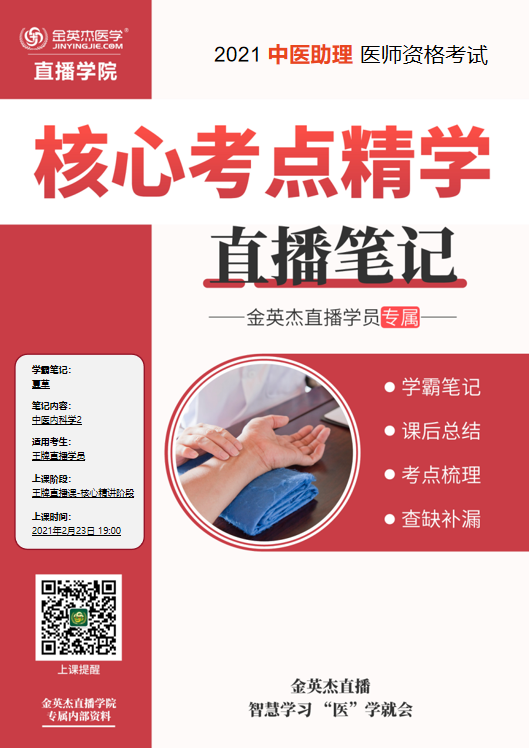 金英杰医学®
JINYINGJIE.COM
直播学院
2021 中医助理 医师资格考试
核心考点精学
直播笔记
金英杰直播学员专属
学霸笔记:
夏草
笔记内容:
中医内科学2
适用考生:
王牌直播学员
上课阶段:
王牌直播课-核心精讲阶段
上课时间:
2021年2月23日 19:00
学霸笔记
课后总结
考点梳理
查缺补漏
上课提醒
金英杰直播学院
专属内部资料
金英杰直播
智慧学习 “医” 学就会